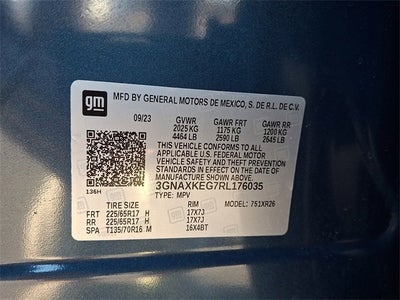 gm MFD BY GENERAL MOTORS DE MEXICO, S. DE R.L. DE C.V.
09/23 GVWR GAWR FRT GAWR RR
2025 KG 1175 KG 1200 KG
4464 LB 2590 LB 2645 LB
THIS VEHICLE CONFORMS TO ALL
APPLICABLE U.S. FEDERAL MOTOR
VEHICLE SAFETY AND THEFT PREVENTION
STANDARDS IN EFFECT ON THE DATE OF
MANUFACTURE SHOWN ABOVE.
136H 3GNAXKEG7RL176035
TYPE: MPV
TIRE SIZE RIM MODEL: 751XR26
FRT 225/65R17 H 17X7J
RR 225/65R17 H 17X7J
SPA T135/70R16 M 16X4BT